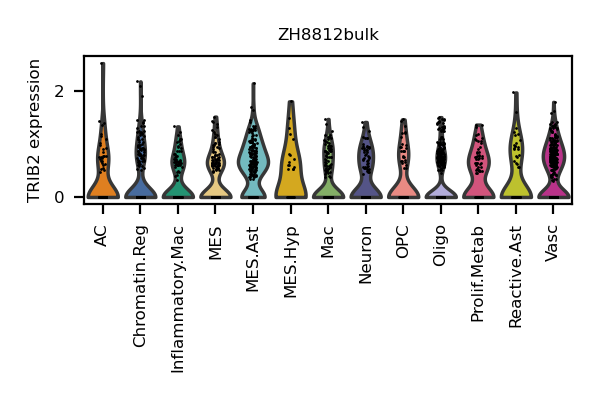 ZH8812bulk
TRIB2 expression
2
0
AC
Chromatin.Reg
Inflammatory.Mac
MES
MES.Ast
MES.Hyp
Mac
Neuron
OPC
Oligo
Prolif.Metab
Reactive.Ast
Vasc